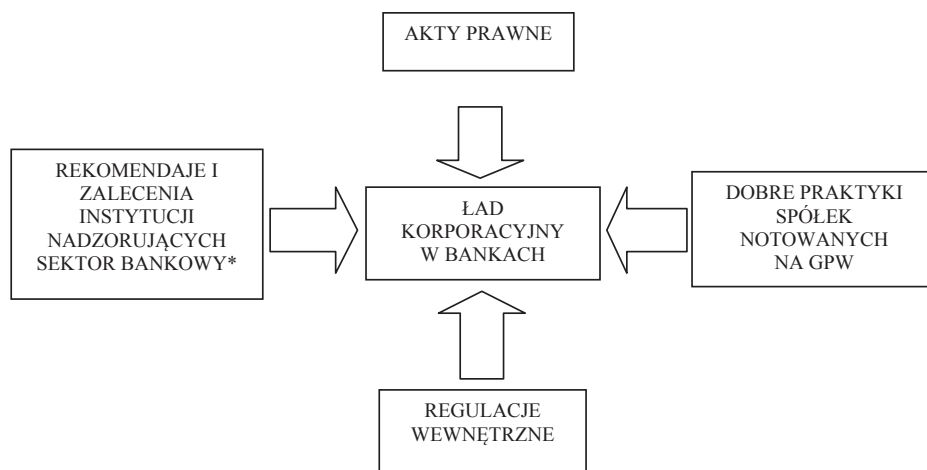 AKTY PRAWNE
REKOMENDAJE I
ZALECENIA
INSTYTUCJI
NADZORUJĄCYCH
SEKTOR BANKOWY*
ŁAD
KORPORACYJNY
W BANKACH
DOBRE PRAKTYKI
SPÓŁEK
NOTOWANYCH
NA GPW
REGULACJE
WEWNĘTRZNE